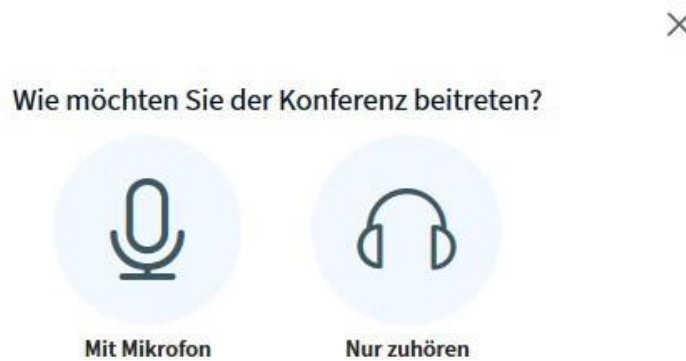 Wie möchten Sie der Konferenz beitreten?
Mit Mikrofon
Nur zuhören